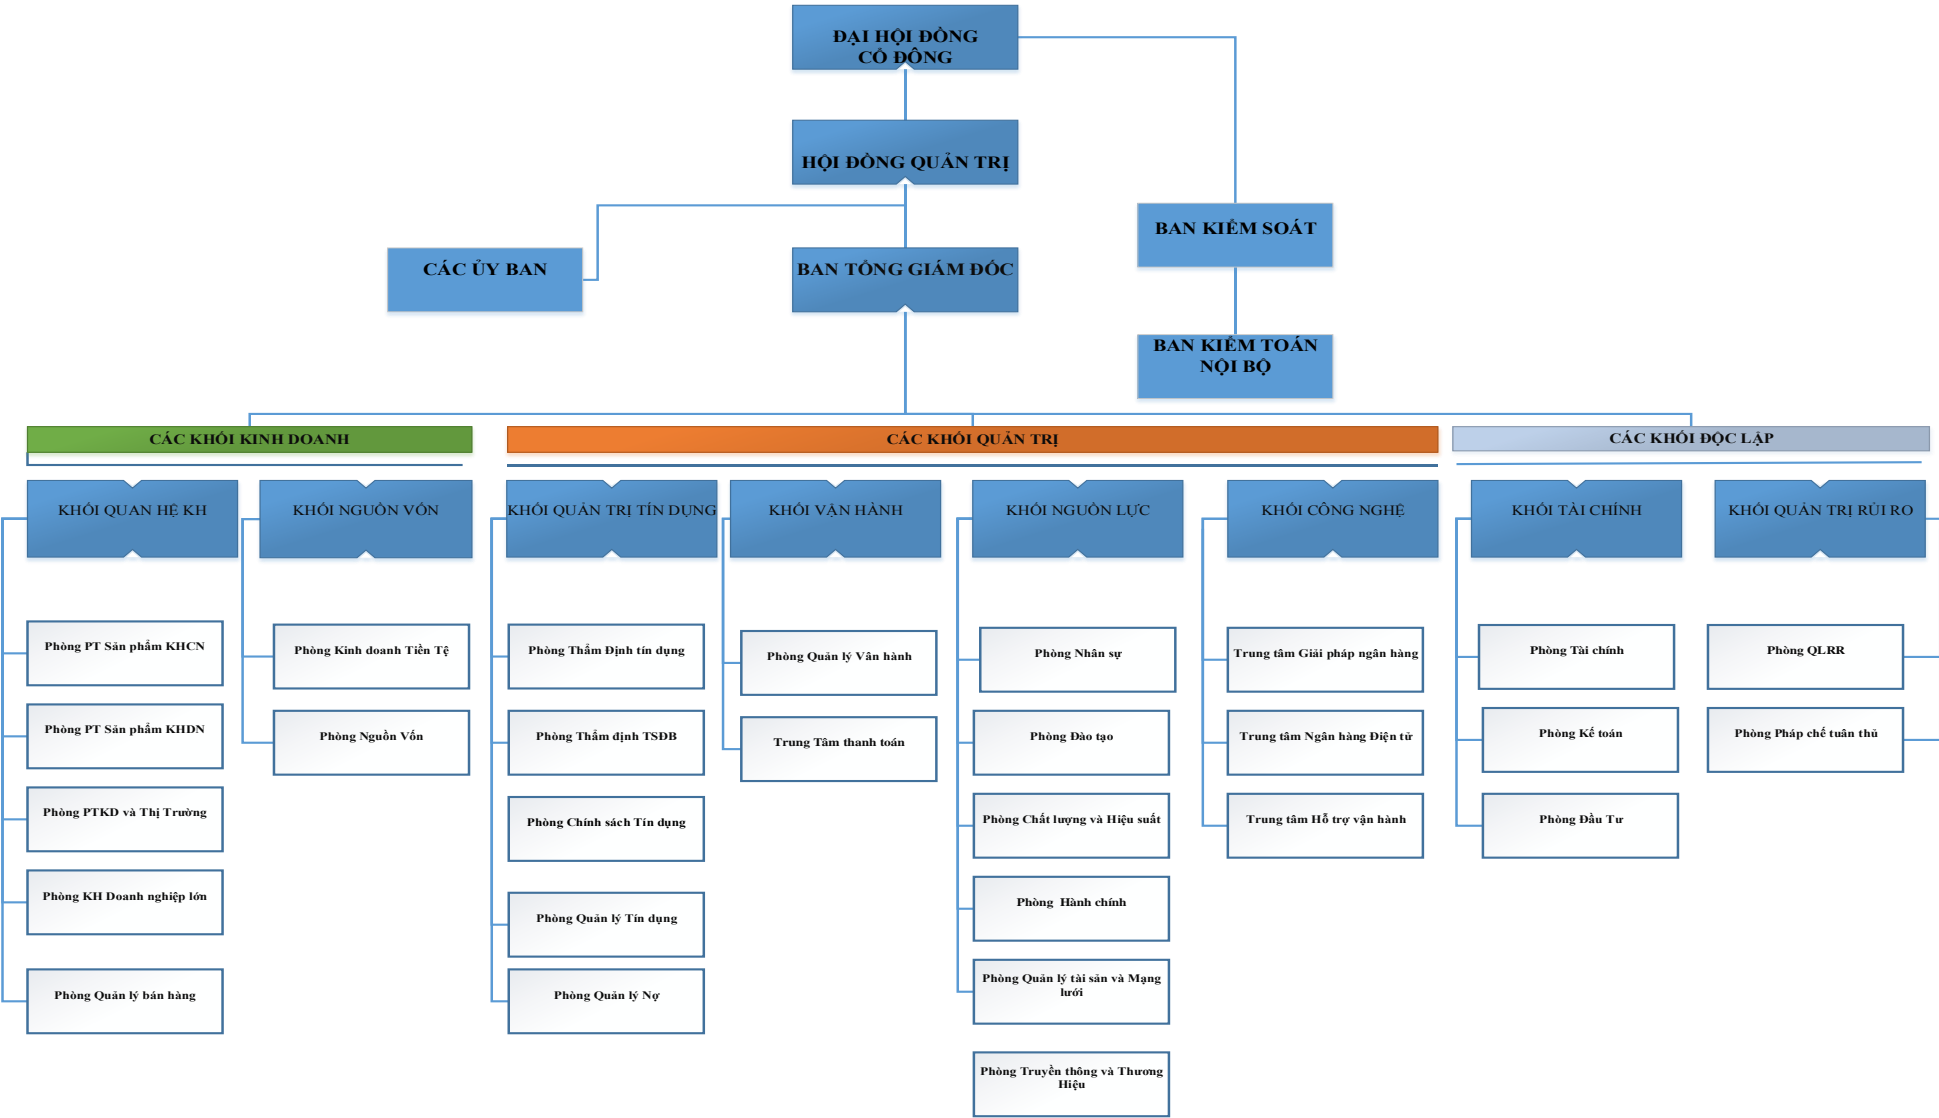 ĐẠI HỘI ĐỒNG
CỔ ĐÔNG
HỘI ĐỒNG QUẢN TRỊ
BAN KIỂM SOÁT
CÁC ỦY BAN
BAN TỔNG GIÁM ĐỐC
BAN KIỂM TOÁN
NỘI BỘ
CÁC KHỐI KINH DOANH
CÁC KHỐI QUẢN TRỊ
CÁC KHỐI ĐỘC LẬP
KHỐI QUAN HỆ KH
KHỐI NGUỒN VỐN
KHỐI QUẢN TRỊ TÍN DỤNG
KHỐI VẬN HÀNH
KHỐI NGUỒN LỰC
KHỐI CÔNG NGHỆ
KHỐI TÀI CHÍNH
KHỐI QUẢN TRỊ RỦI RO
Phòng PT Sản phẩm KHCN
Phòng Kinh doanh Tiền Tệ
Phòng Thẩm Định tín dụng
Phòng Quản lý Vân hành
Phòng Nhân sự
Trung tâm Giải pháp ngân hàng
Phòng Tài chính
Phòng QLRR
Phòng PT Sản phẩm KHDN
Phòng Nguồn Vốn
Phòng Thẩm định TSĐB
Trung Tâm thanh toán
Phòng Đào tạo
Trung tâm Ngân hàng Điện tử
Phòng Kế toán
Phòng Pháp chế tuân thủ
Phòng PTKD và Thị Trường
Phòng Chính sách Tín dụng
Phòng Chất lượng và Hiệu suất
Trung tâm Hỗ trợ vận hành
Phòng Đầu Tư
Phòng KH Doanh nghiệp lớn
Phòng Quản lý Tín dụng
Phòng  Hành chính
Phòng Quản lý bán hàng
Phòng Quản lý Nợ
Phòng Quản lý tài sản và Mạng
lưới
Phòng Truyền thông và Thương
Hiệu